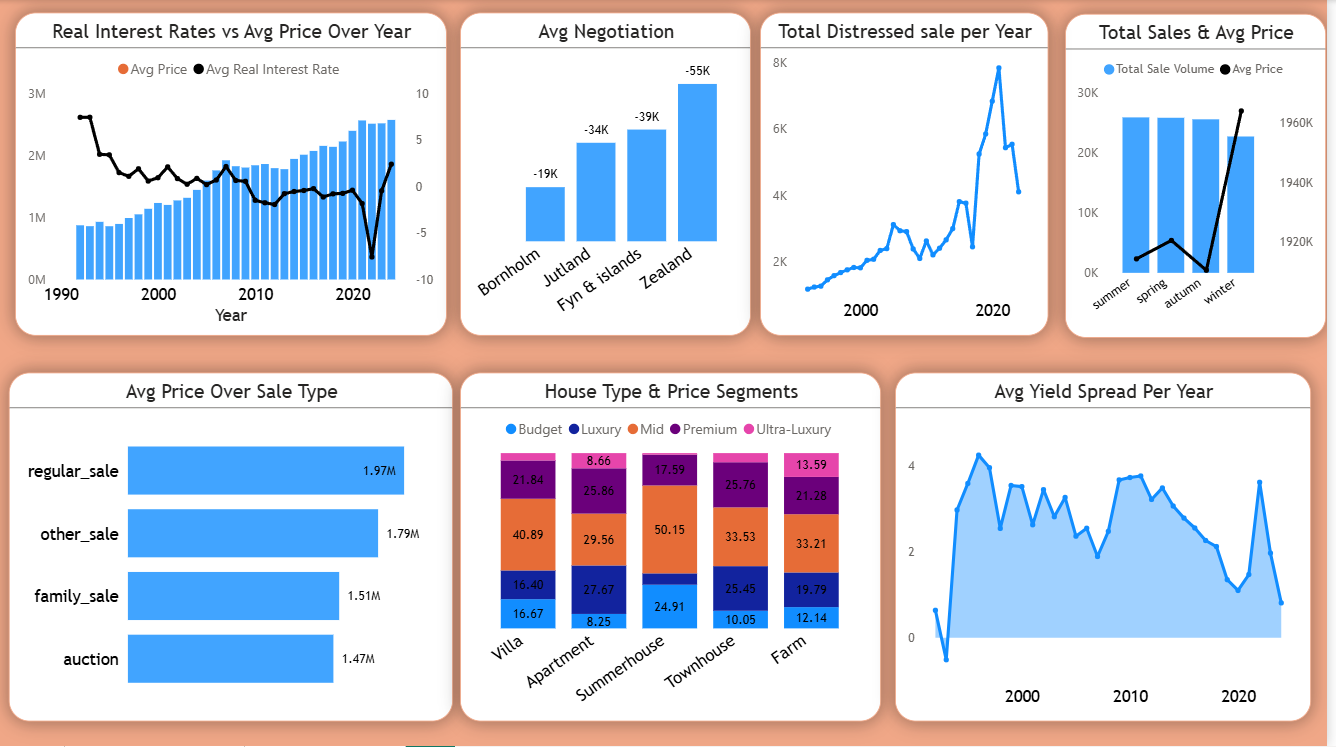 Real Interest Rates vs Avg Price Over Year
Avg Price Avg Real Interest Rate
3M 10
5
2M 0
1M -5
0M -10
1990 2000 2010 2020
Year
Avg Negotiation
-55K
-39K
-34K
-19K
Bornholm Jutland Fyn & islands Zealand
Total Distressed sale per Year
8K
6K
4K
2K
2000 2020
Total Sales & Avg Price
Total Sale Volume Avg Price
30K
1960K
20K
1940K
10K
1920K
0K
summer spring autumn winter
Avg Price Over Sale Type
regular_sale 1.97M
other_sale 1.79M
family_sale 1.51M
auction 1.47M
House Type & Price Segments
Budget Luxury Mid Premium Ultra-Luxury
8.66 13.59
21.84 25.86 17.59 25.76 21.28
40.89 29.56 50.15 33.53 33.21
16.40 27.67 25.45 19.79
16.67 8.25 24.91 10.05 12.14
Villa Apartment Summerhouse Townhouse Farm
Avg Yield Spread Per Year
4
2
0
2000 2010 2020